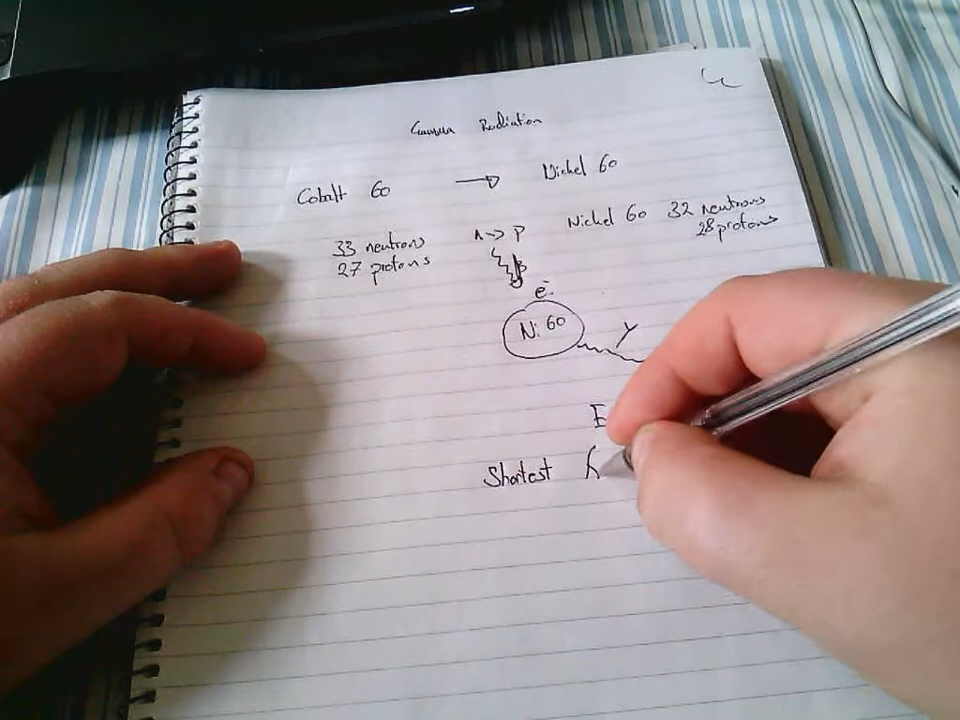 Gamma Radiation
Cobalt 60 → Nickel 60
33 neutrons
27 protons
n → p
e-
Nickel 60 32 neutrons
28 protons
Ni 60
γ
E
Shortest λ